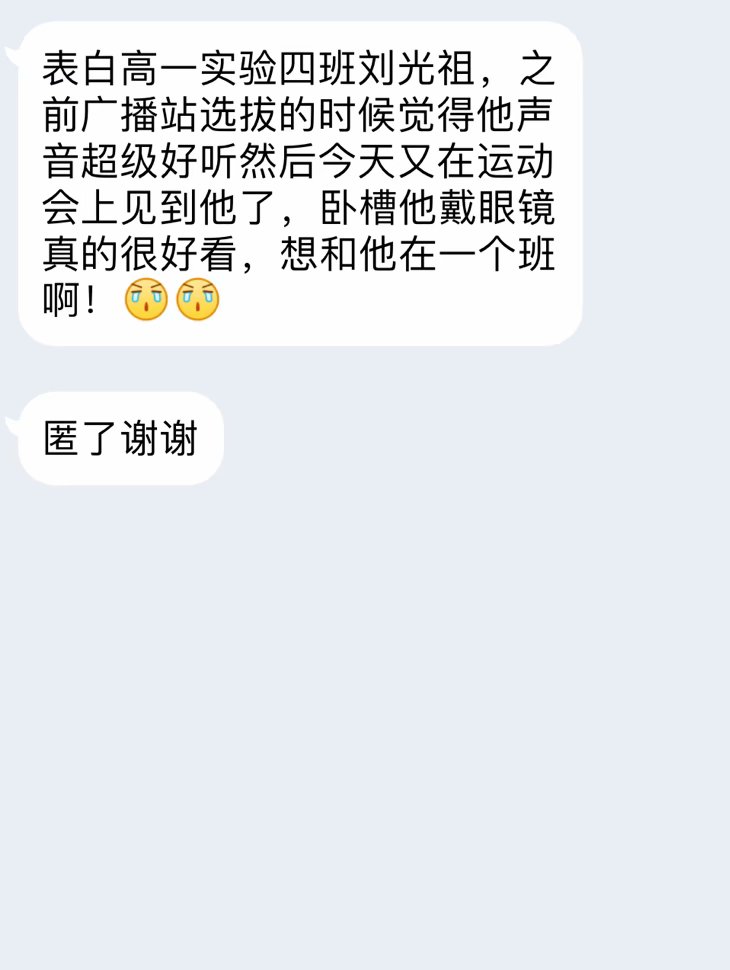 表白高一实验四班刘光祖，之
前广播站选拔的时候觉得他声
音超级好听然后今天又在运动
会上见到他了，卧槽他戴眼镜
真的很好看，想和他在一个班
啊！
匿了谢谢